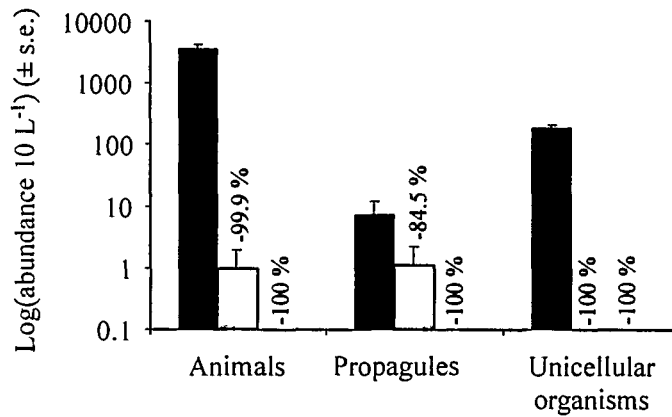 Log(abundance 10 L⁻¹) (± s.e.)
10000
1000
100
10
1
0.1
-99.9 %
-100 %
-84.5 %
-100 %
-100 %
-100 %
Animals
Propagules
Unicellular
organisms